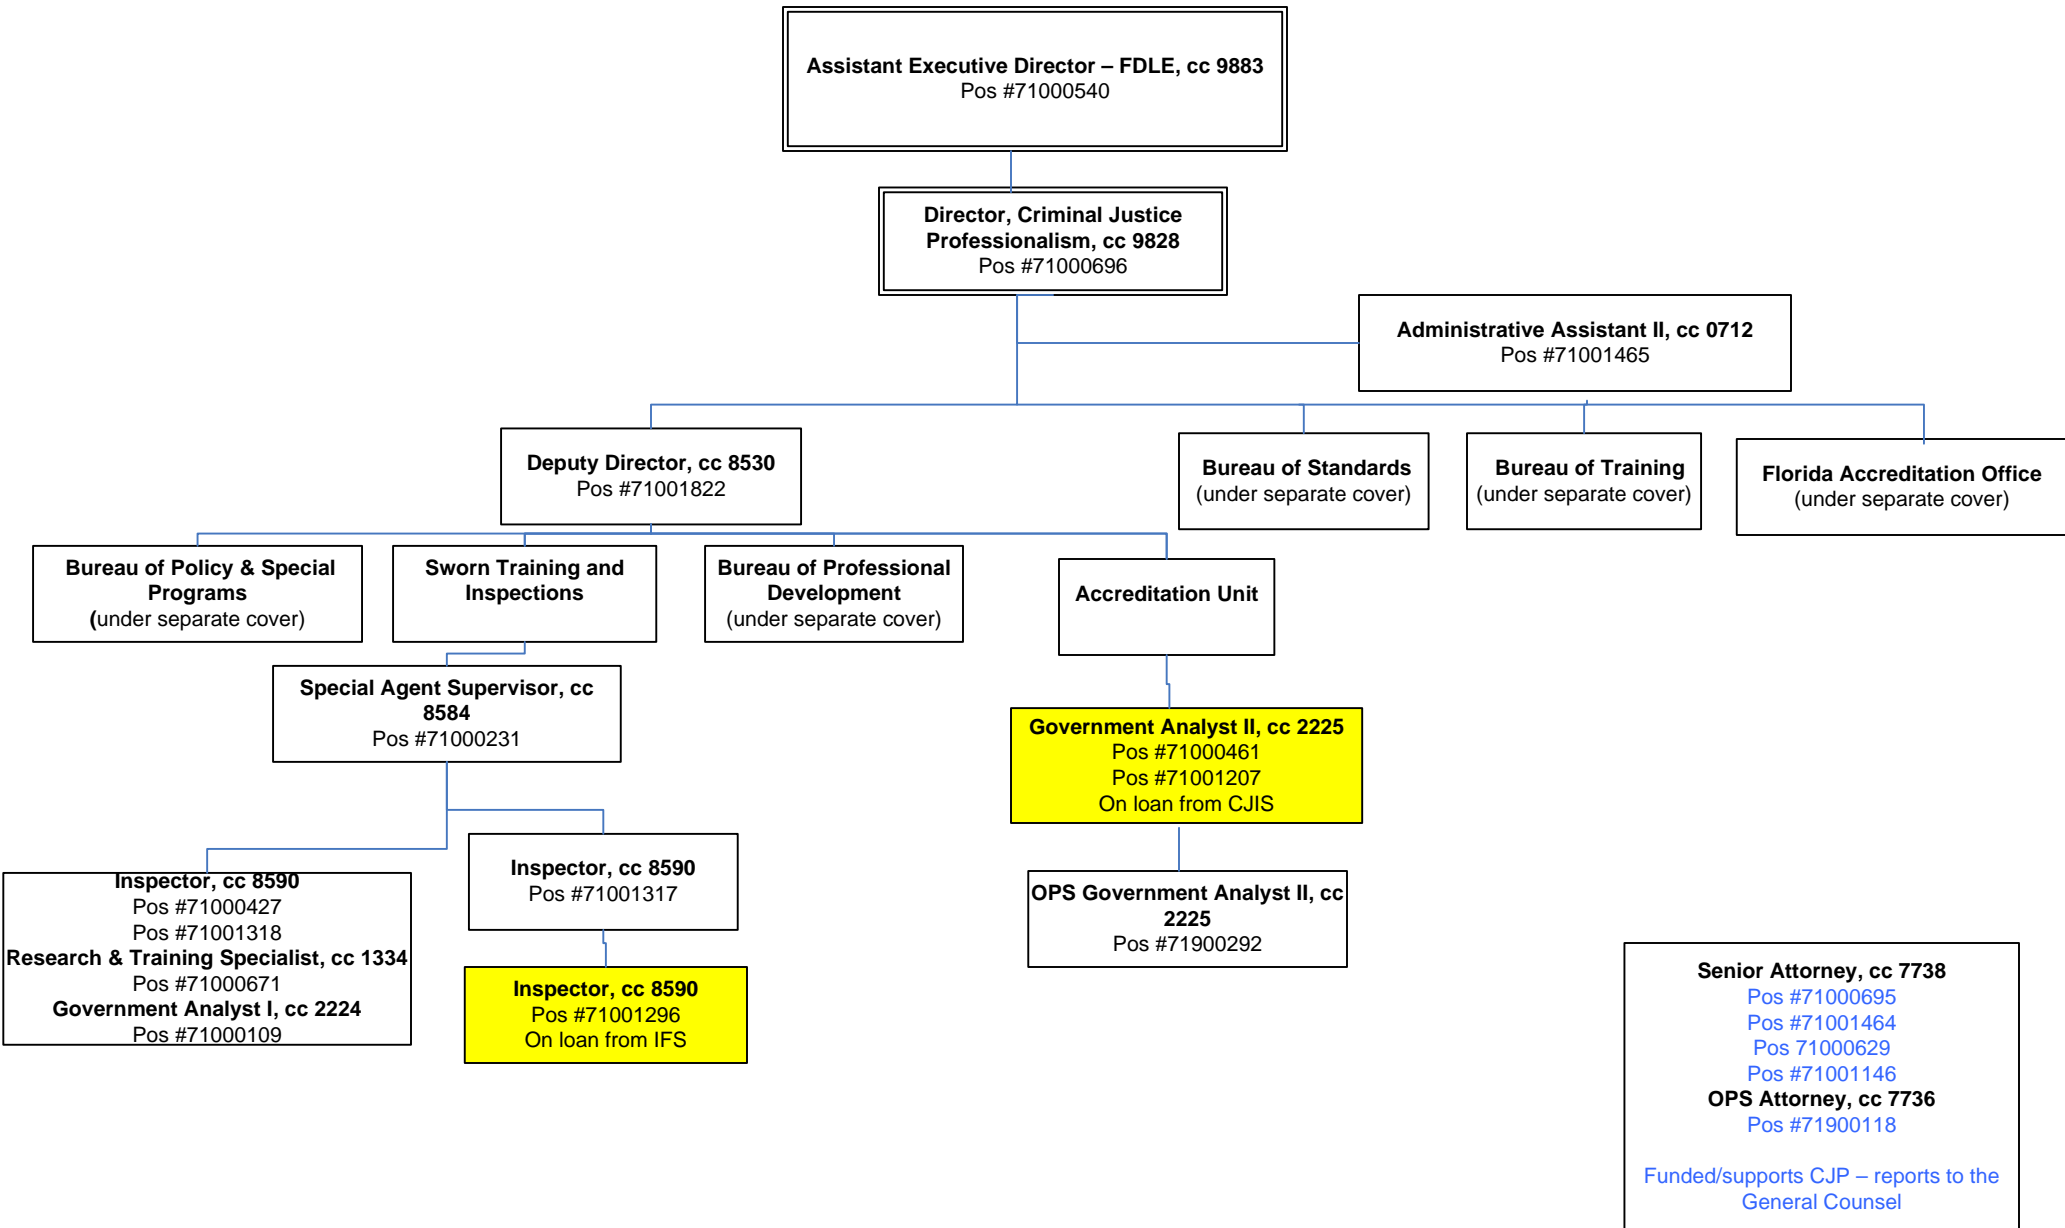 Assistant Executive Director – FDLE, cc 9883
Pos #71000540
Director, Criminal Justice
Professionalism, cc 9828
Pos #71000696
Administrative Assistant II, cc 0712
Pos #71001465
Deputy Director, cc 8530
Pos #71001822
Bureau of Standards
(under separate cover)
Bureau of Training
(under separate cover)
Florida Accreditation Office
(under separate cover)
Bureau of Policy & Special
Programs
(under separate cover)
Sworn Training and
Inspections
Bureau of Professional
Development
(under separate cover)
Accreditation Unit
Special Agent Supervisor, cc
8584
Pos #71000231
Government Analyst II, cc 2225
Pos #71000461
Pos #71001207
On loan from CJIS
Inspector, cc 8590
Pos #71000427
Pos #71001318
Research & Training Specialist, cc 1334
Pos #71000671
Government Analyst I, cc 2224
Pos #71000109
Inspector, cc 8590
Pos #71001317
Inspector, cc 8590
Pos #71001296
On loan from IFS
OPS Government Analyst II, cc
2225
Pos #71900292
Senior Attorney, cc 7738
Pos #71000695
Pos #71001464
Pos 71000629
Pos #71001146
OPS Attorney, cc 7736
Pos #71900118
Funded/supports CJP – reports to the
General Counsel